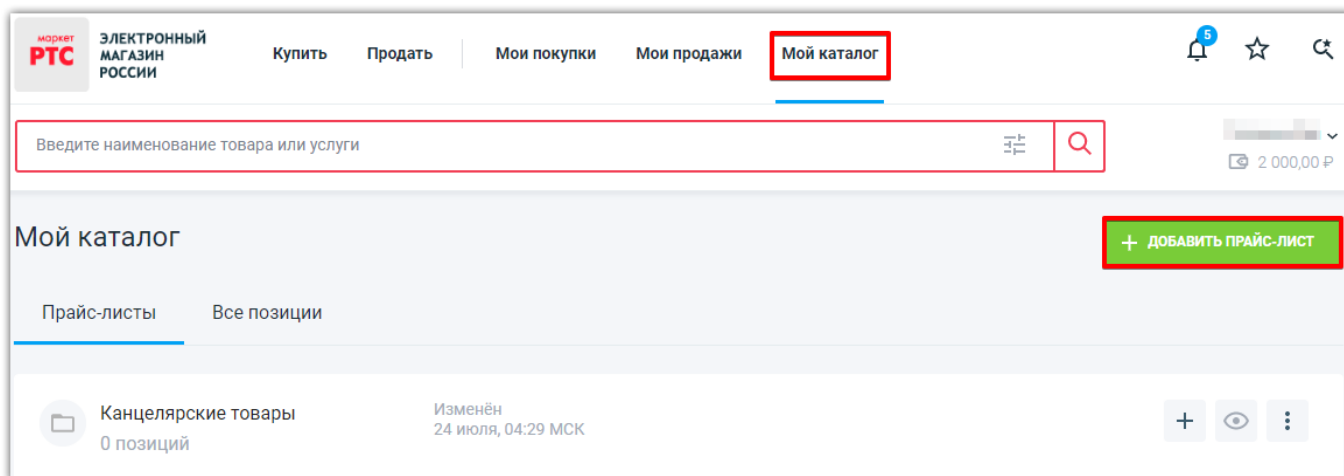 маркет
РТС
ЭЛЕКТРОННЫЙ
МАГАЗИН
РОССИИ
Купить
Продать
Мои покупки
Мои продажи
Мой каталог
5
Введите наименование товара или услуги
2 000,00 ₽
Мой каталог
+ ДОБАВИТЬ ПРАЙС-ЛИСТ
Прайс-листы
Все позиции
Канцелярские товары
0 позиций
Изменён
24 июля, 04:29 МСК